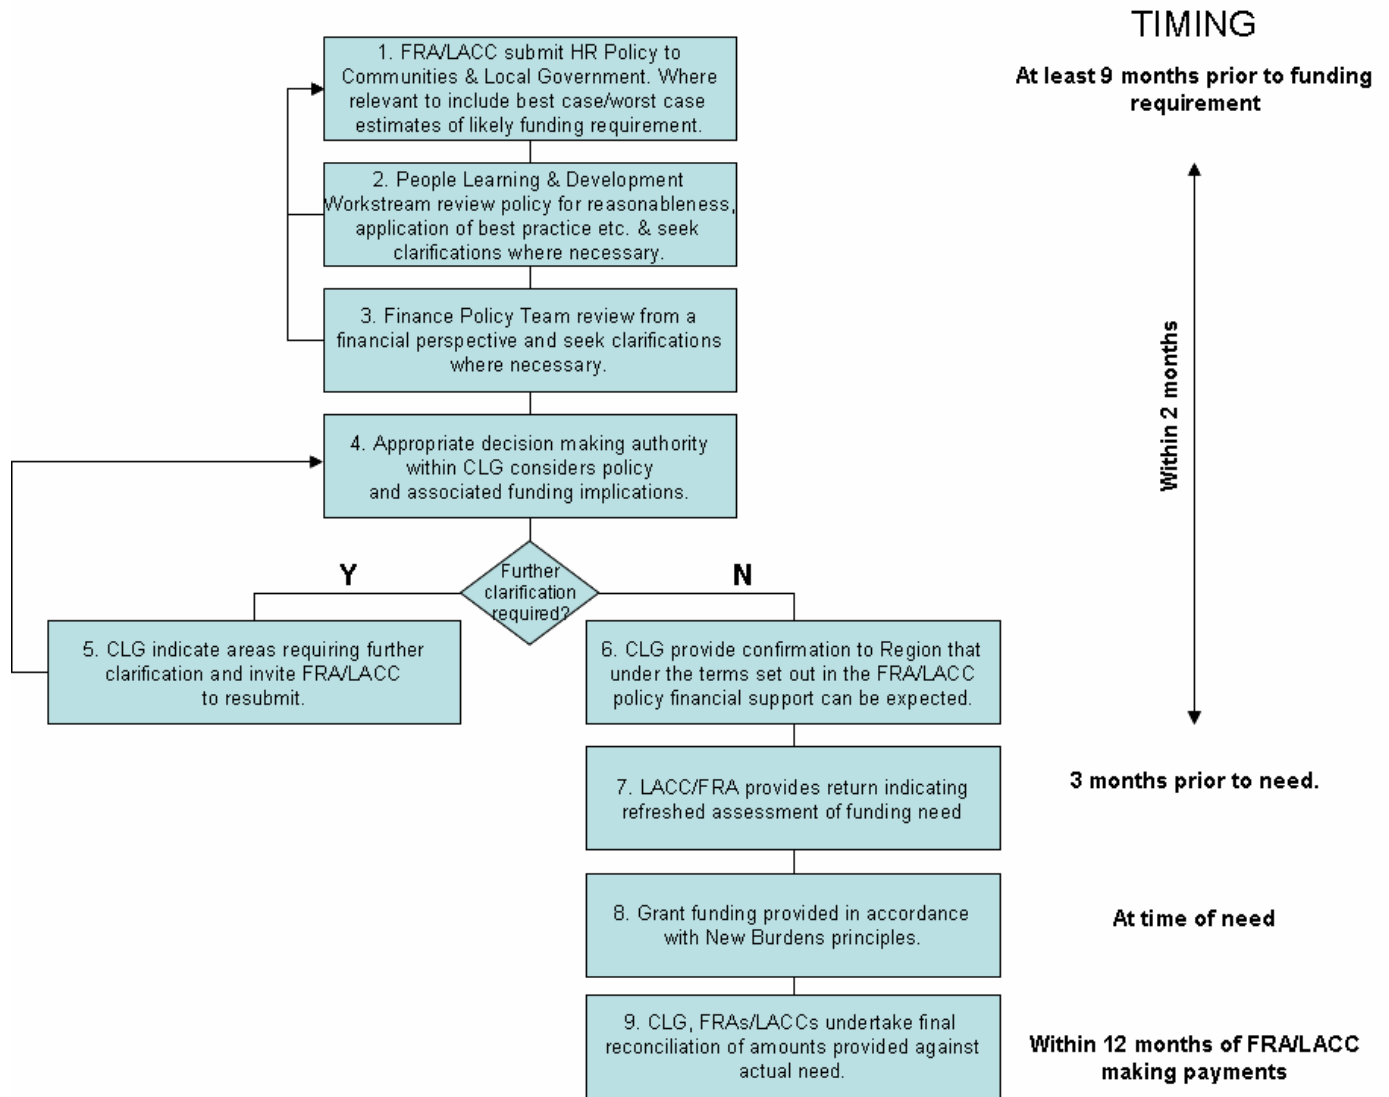 TIMING
1. FRA/LACC submit HR Policy to
Communities & Local Government. Where
relevant to include best case/worst case
estimates of likely funding requirement.
At least 9 months prior to funding
requirement
2. People Learning & Development
Workstream review policy for reasonableness,
application of best practice etc. & seek
clarifications where necessary.
3. Finance Policy Team review from a
financial perspective and seek clarifications
where necessary.
Within 2 months
4. Appropriate decision making authority
within CLG considers policy
and associated funding implications.
Further
clarification
required?
Y
N
5. CLG indicate areas requiring further
clarification and invite FRA/LACC
to resubmit.
6. CLG provide confirmation to Region that
under the terms set out in the FRA/LACC
policy financial support can be expected.
7. LACC/FRA provides return indicating
refreshed assessment of funding need
3 months prior to need.
8. Grant funding provided in accordance
with New Burdens principles.
At time of need
9. CLG, FRAs/LACCs undertake final
reconciliation of amounts provided against
actual need.
Within 12 months of FRA/LACC
making payments